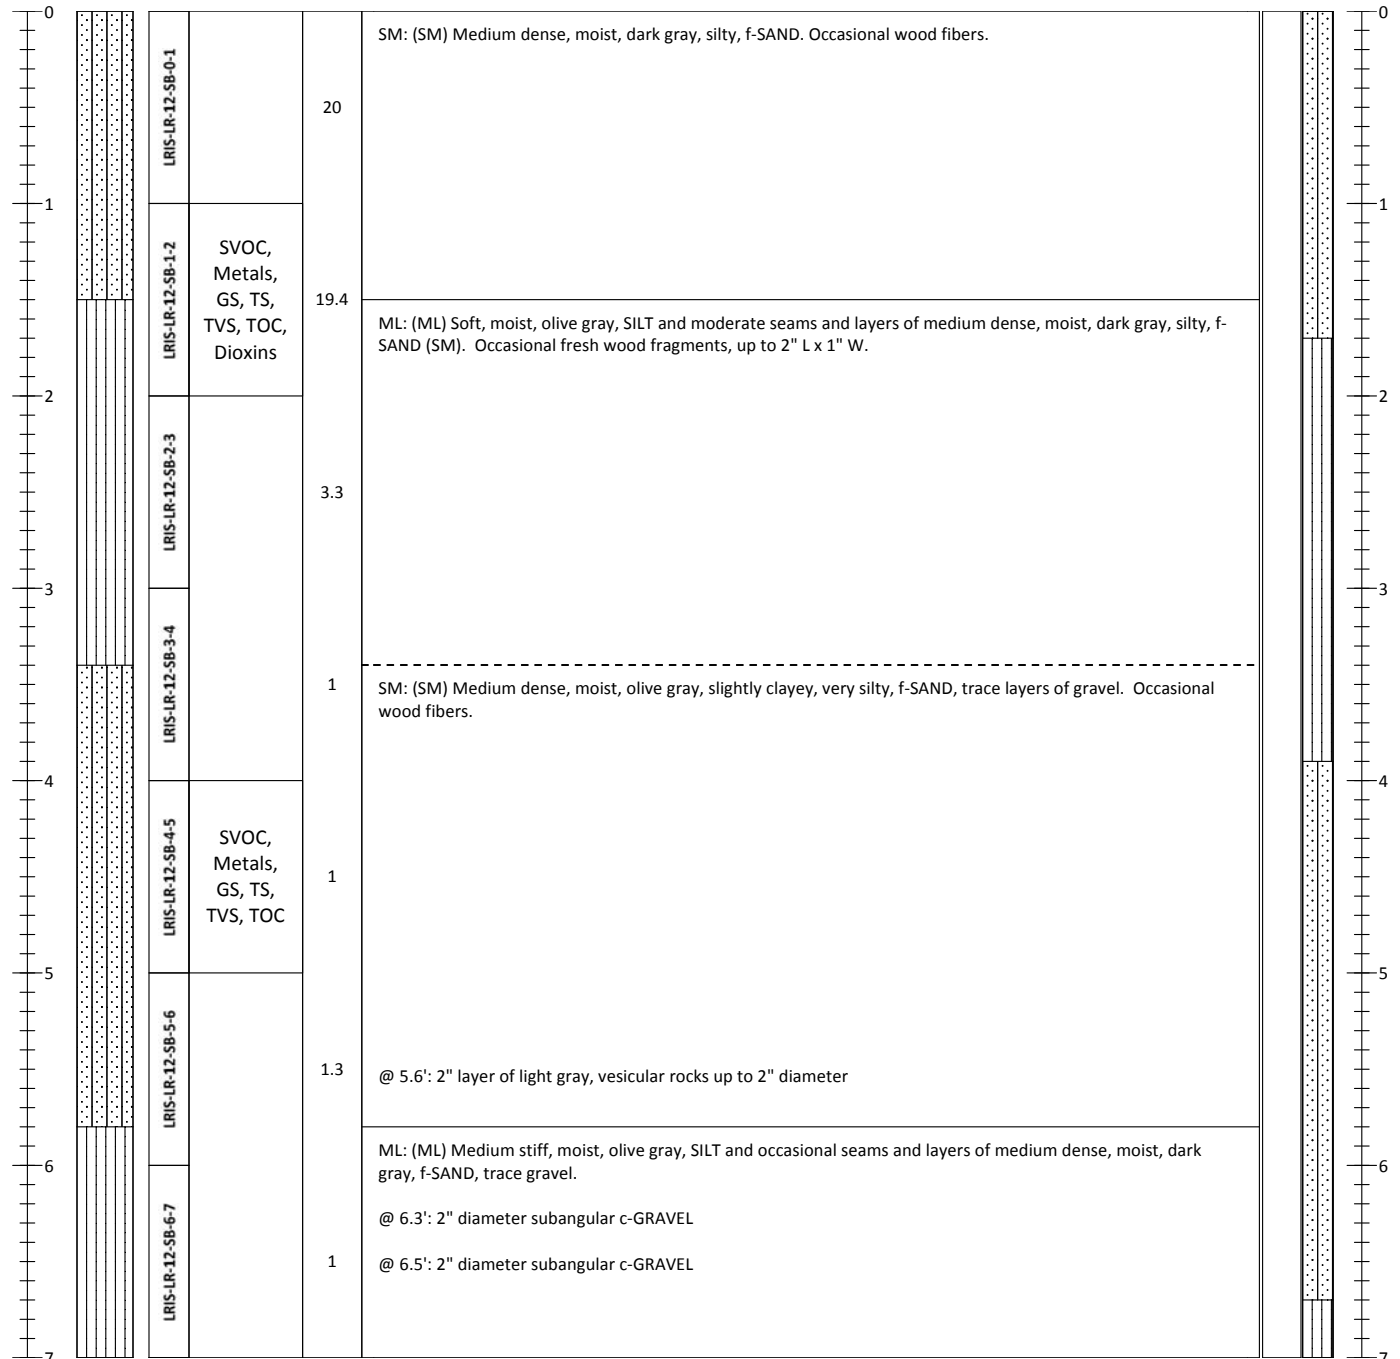 0
0
SM: (SM) Medium dense, moist, dark gray, silty, f-SAND. Occasional wood fibers.
LRIS-LR-12-SB-0-1
20
1
1
LRIS-LR-12-SB-1-2
SVOC,
Metals,
GS, TS,
TVS, TOC,
Dioxins
19.4
ML: (ML) Soft, moist, olive gray, SILT and moderate seams and layers of medium dense, moist, dark gray, silty, f-
SAND (SM). Occasional fresh wood fragments, up to 2" L x 1" W.
2
2
LRIS-LR-12-SB-2-3
3.3
3
3
LRIS-LR-12-SB-3-4
1
SM: (SM) Medium dense, moist, olive gray, slightly clayey, very silty, f-SAND, trace layers of gravel. Occasional
wood fibers.
4
4
LRIS-LR-12-SB-4-5
SVOC,
Metals,
GS, TS,
TVS, TOC
1
5
5
LRIS-LR-12-SB-5-6
1.3
@ 5.6': 2" layer of light gray, vesicular rocks up to 2" diameter
ML: (ML) Medium stiff, moist, olive gray, SILT and occasional seams and layers of medium dense, moist, dark
gray, f-SAND, trace gravel.
6
6
@ 6.3': 2" diameter subangular c-GRAVEL
LRIS-LR-12-SB-6-7
1
@ 6.5': 2" diameter subangular c-GRAVEL
7
7